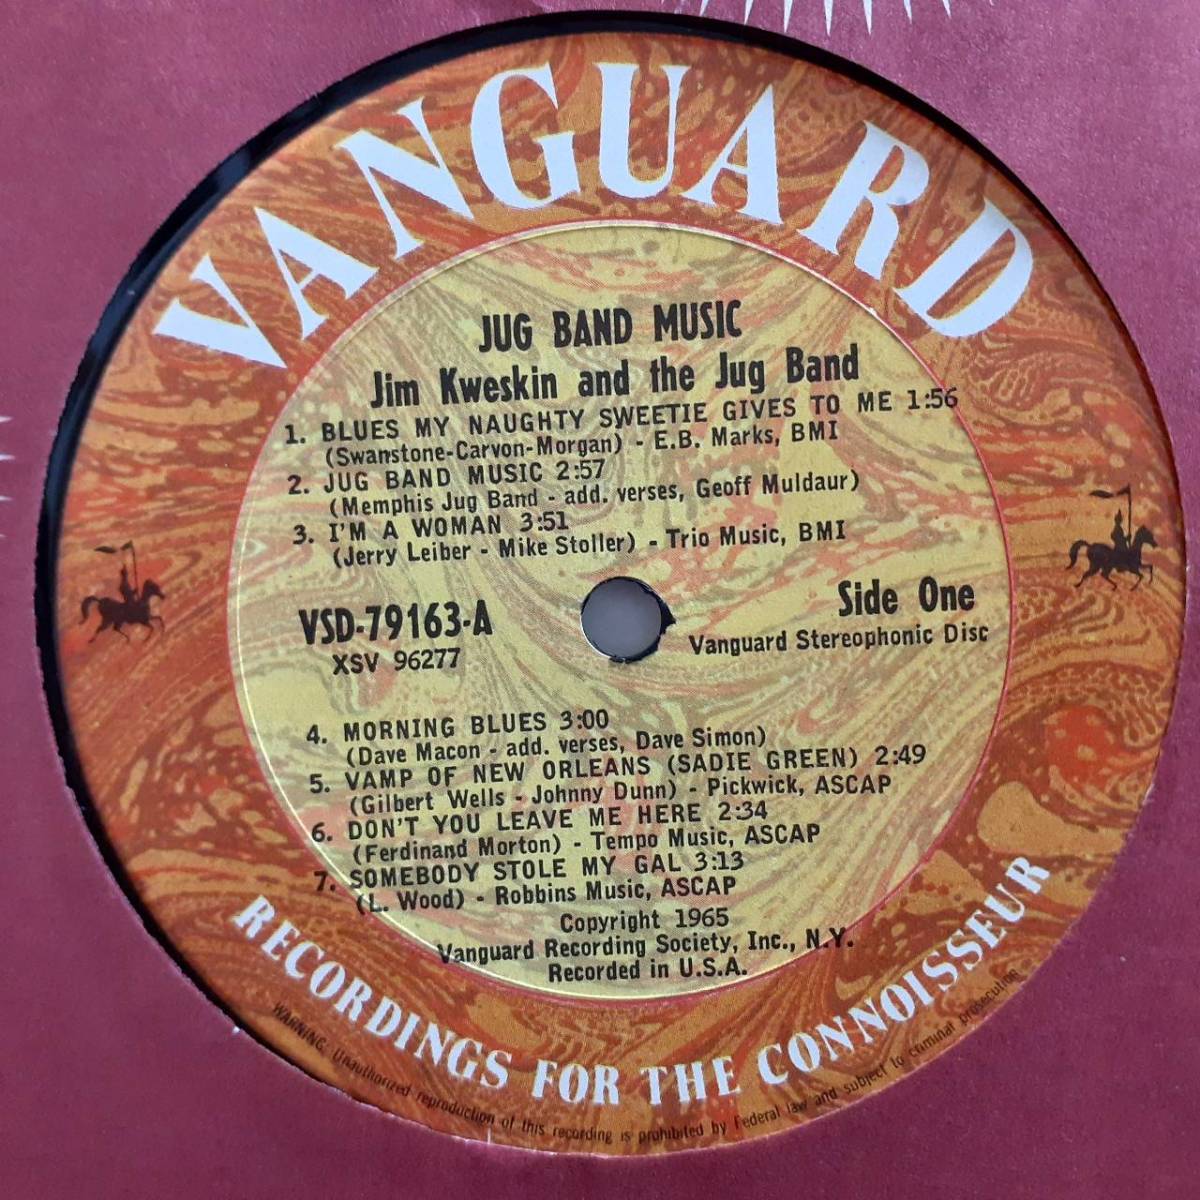 VANGUARD
JUG BAND MUSIC
Jim Kweskin and the Jug Band
1. BLUES MY NAUGHTY SWEETIE GIVES TO ME 1:56
(Swanstone-Carvon-Morgan) - E.B. Marks, BMI
2. JUG BAND MUSIC 2:57
(Memphis Jug Band - add. verses, Geoff Muldaur)
3. I'M A WOMAN 3:51
(Jerry Leiber - Mike Stoller) - Trio Music, BMI
VSD-79163-A
XSV 96277
Side One
Vanguard Stereophonic Disc
4. MORNING BLUES 3:00
(Dave Macon - add. verses, Dave Simon)
5. VAMP OF NEW ORLEANS (SADIE GREEN) 2:49
(Gilbert Wells - Johnny Dunn) - Pickwick, ASCAP
6. DON'T YOU LEAVE ME HERE 2:34
(Ferdinand Morton) - Tempo Music, ASCAP
7. SOMEBODY STOLE MY GAL 3:13
(L. Wood) - Robbins Music, ASCAP
Copyright 1965
Vanguard Recording Society, Inc., N.Y.
Recorded in U.S.A.
RECORDINGS FOR THE CONNOISSEUR
WARNING: Unauthorized reproduction of this recording is prohibited by Federal law and subject to criminal prosecution